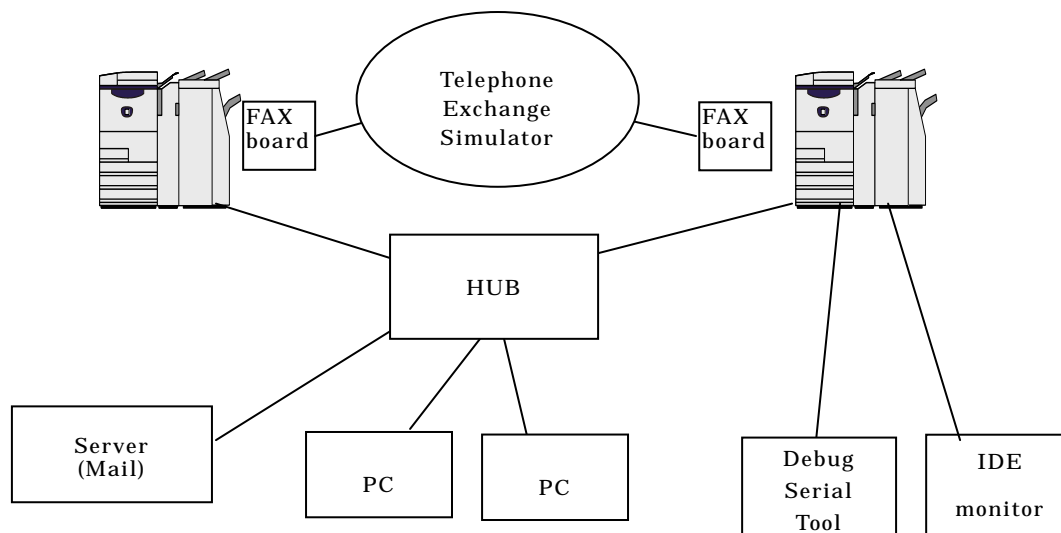 Telephone
Exchange
Simulator
FAX
board
FAX
board
HUB
Server
(Mail)
PC
PC
Debug
Serial
Tool
IDE
monitor